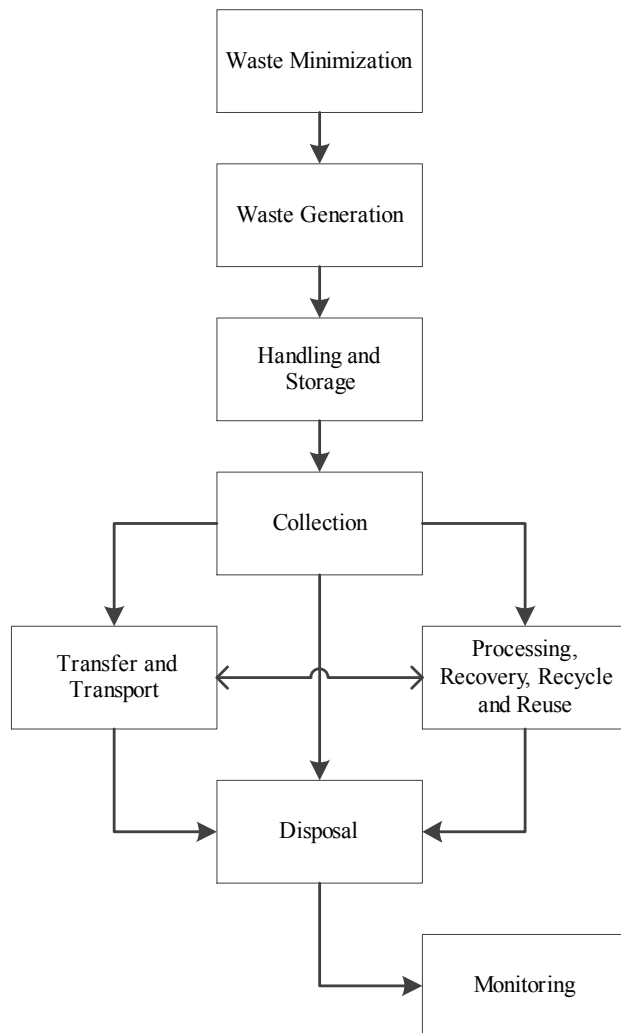 Waste Minimization
Waste Generation
Handling and
Storage
Collection
Transfer and
Transport
Processing,
Recovery, Recycle
and Reuse
Disposal
Monitoring